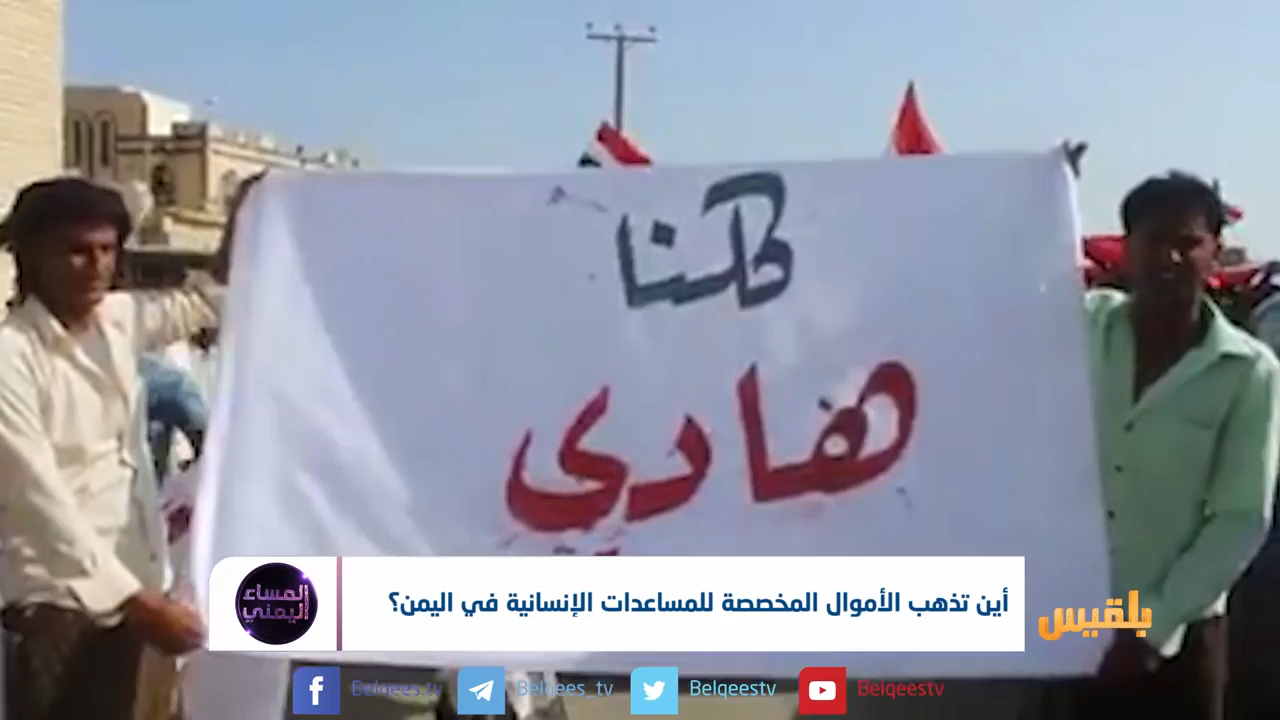 كلنا
هادي
المساء
اليمني
أين تذهب الأموال المخصصة للمساعدات الإنسانية في اليمن؟
بلقيس
Belqees.tv
Belqees_tv
Belqeestv
Belqeestv